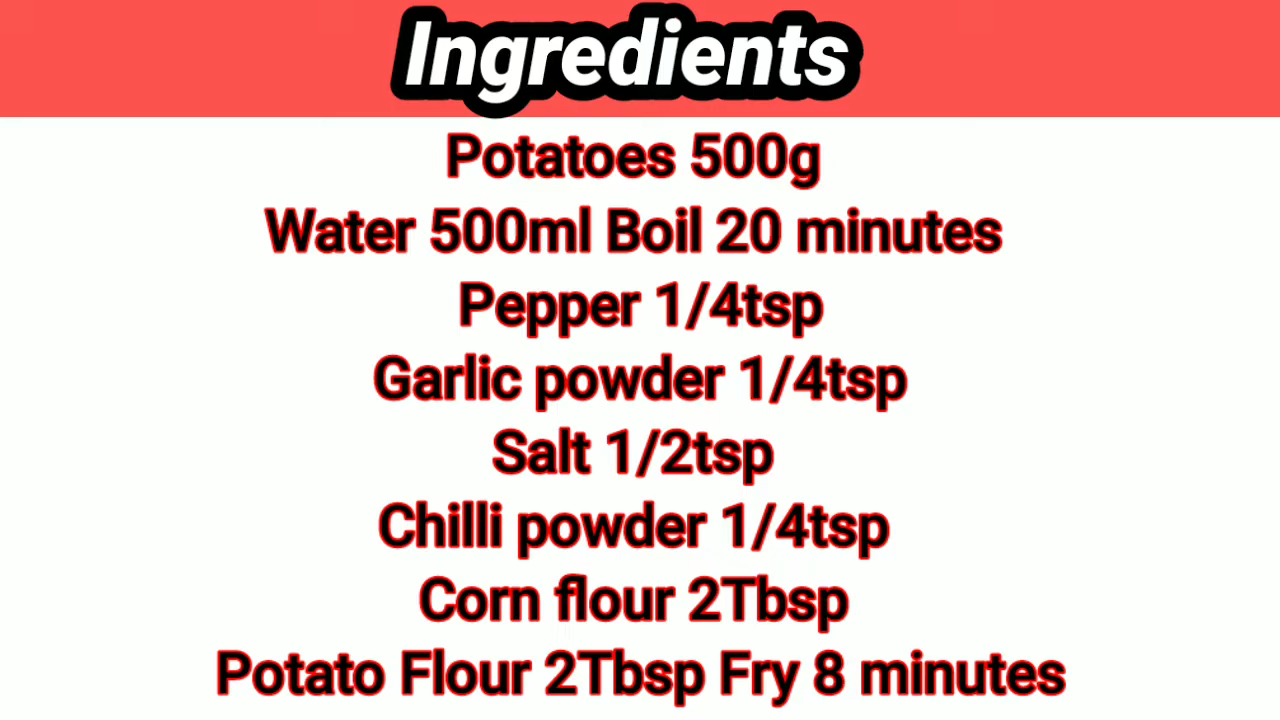 Ingredients
Potatoes 500g
Water 500ml Boil 20 minutes
Pepper 1/4tsp
Garlic powder 1/4tsp
Salt 1/2tsp
Chilli powder 1/4tsp
Corn flour 2Tbsp
Potato Flour 2Tbsp Fry 8 minutes